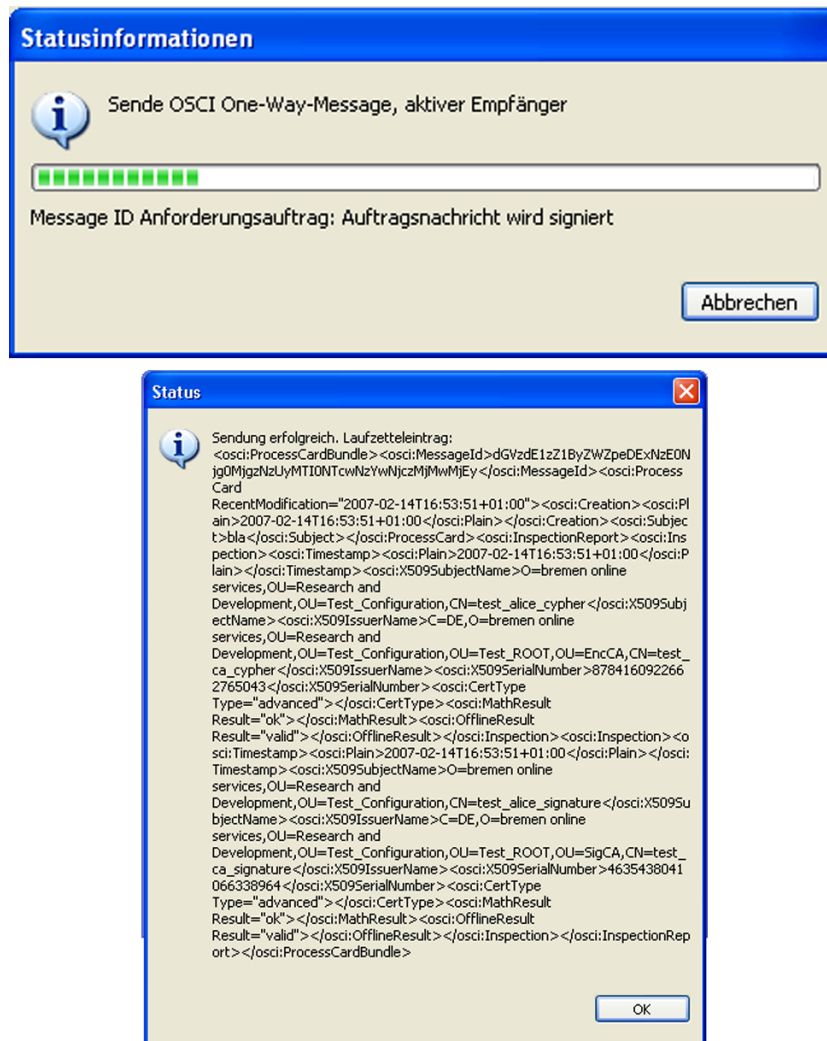 Statusinformationen
Sende OSCI One-Way-Message, aktiver Empfänger
Message ID Anforderungsauftrag: Auftragsnachricht wird signiert
Abbrechen
Status
Sendung erfolgreich. Laufzetteleintrag:
<osci:ProcessCardBundle><osci:MessageId>dGVzdE1zZ1ByZWZpeDExNzE0N
jg0MjgzNzUyMTI0NTcwNzYwNjczMjMwMjEy</osci:MessageId><osci:Process
Card
RecentModification="2007-02-14T16:53:51+01:00"><osci:Creation><osci:Pl
ain>2007-02-14T16:53:51+01:00</osci:Plain></osci:Creation><osci:Subjec
t>bla</osci:Subject></osci:ProcessCard><osci:InspectionReport><osci:Ins
pection><osci:Timestamp><osci:Plain>2007-02-14T16:53:51+01:00</osci:P
lain></osci:Timestamp><osci:X509SubjectName>O=bremen online
services,OU=Research and
Development,OU=Test_Configuration,CN=test_alice_cypher</osci:X509Subj
ectName><osci:X509IssuerName>C=DE,O=bremen online
services,OU=Research and
Development,OU=Test_Configuration,OU=Test_ROOT,OU=EncCA,CN=test_
ca_cypher</osci:X509IssuerName><osci:X509SerialNumber>878416092266
2765043</osci:X509SerialNumber><osci:CertType
Type="advanced"></osci:CertType><osci:MathResult
Result="ok"></osci:MathResult><osci:OfflineResult
Result="valid"></osci:OfflineResult></osci:Inspection><osci:Inspection><o
sci:Timestamp><osci:Plain>2007-02-14T16:53:51+01:00</osci:Plain></osci:
Timestamp><osci:X509SubjectName>O=bremen online
services,OU=Research and
Development,OU=Test_Configuration,CN=test_alice_signature</osci:X509Su
bjectName><osci:X509IssuerName>C=DE,O=bremen online
services,OU=Research and
Development,OU=Test_Configuration,OU=Test_ROOT,OU=SigCA,CN=test_
ca_signature</osci:X509IssuerName><osci:X509SerialNumber>4635438041
066338964</osci:X509SerialNumber><osci:CertType
Type="advanced"></osci:CertType><osci:MathResult
Result="ok"></osci:MathResult><osci:OfflineResult
Result="valid"></osci:OfflineResult></osci:Inspection></osci:InspectionRep
ort></osci:ProcessCardBundle>
OK